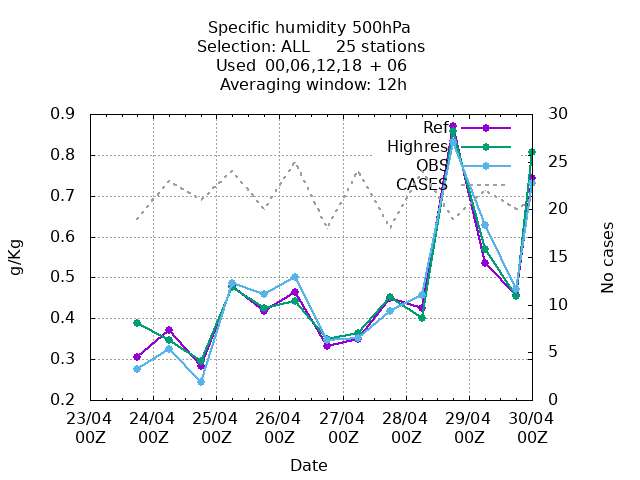 Specific humidity 500hPa
Selection: ALL 25 stations
Used 00,06,12,18 + 06
Averaging window: 12h
0.9
0.8
0.7
0.6
0.5
0.4
0.3
0.2
g/Kg
30
25
20
15
10
5
0
No cases
Ref
Highres
OBS
CASES
23/04 24/04 25/04 26/04 27/04 28/04 29/04 30/04
00Z 00Z 00Z 00Z 00Z 00Z 00Z 00Z
Date